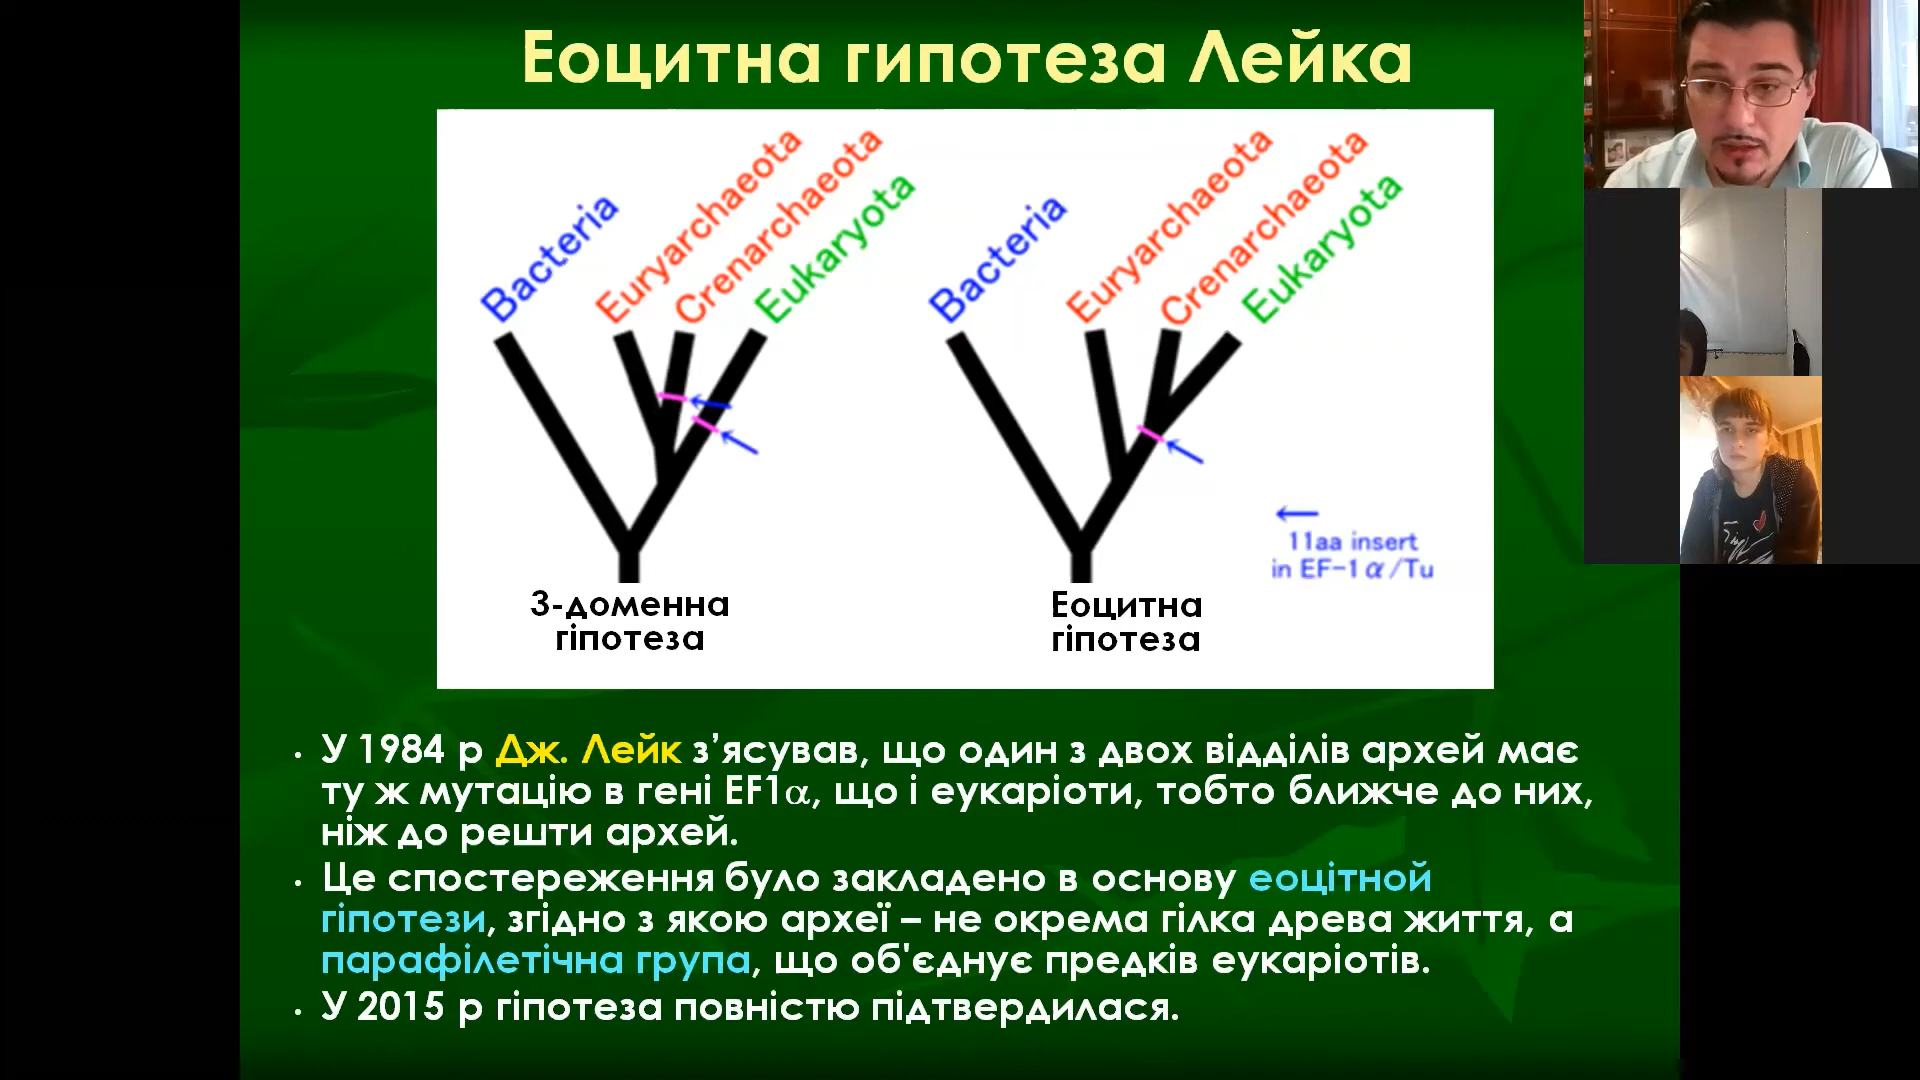 Еоцитна гипотеза Лейка
Bacteria
Euryarchaeota
Crenarchaeota
Eukaryota
Bacteria
Euryarchaeota
Crenarchaeota
Eukaryota
11aa insert
in EF-1α/Tu
3-доменна
гіпотеза
Еоцитна
гіпотеза
• У 1984 р Дж. Лейк з’ясував, що один з двох відділів архей має
ту ж мутацію в гені EF1α, що і еукаріоти, тобто ближче до них,
ніж до решти архей.
• Це спостереження було закладено в основу еоцітной
гіпотези, згідно з якою археї – не окрема гілка древа життя, а
парафілетічна група, що об'єднує предків еукаріотів.
• У 2015 р гіпотеза повністю підтвердилася.